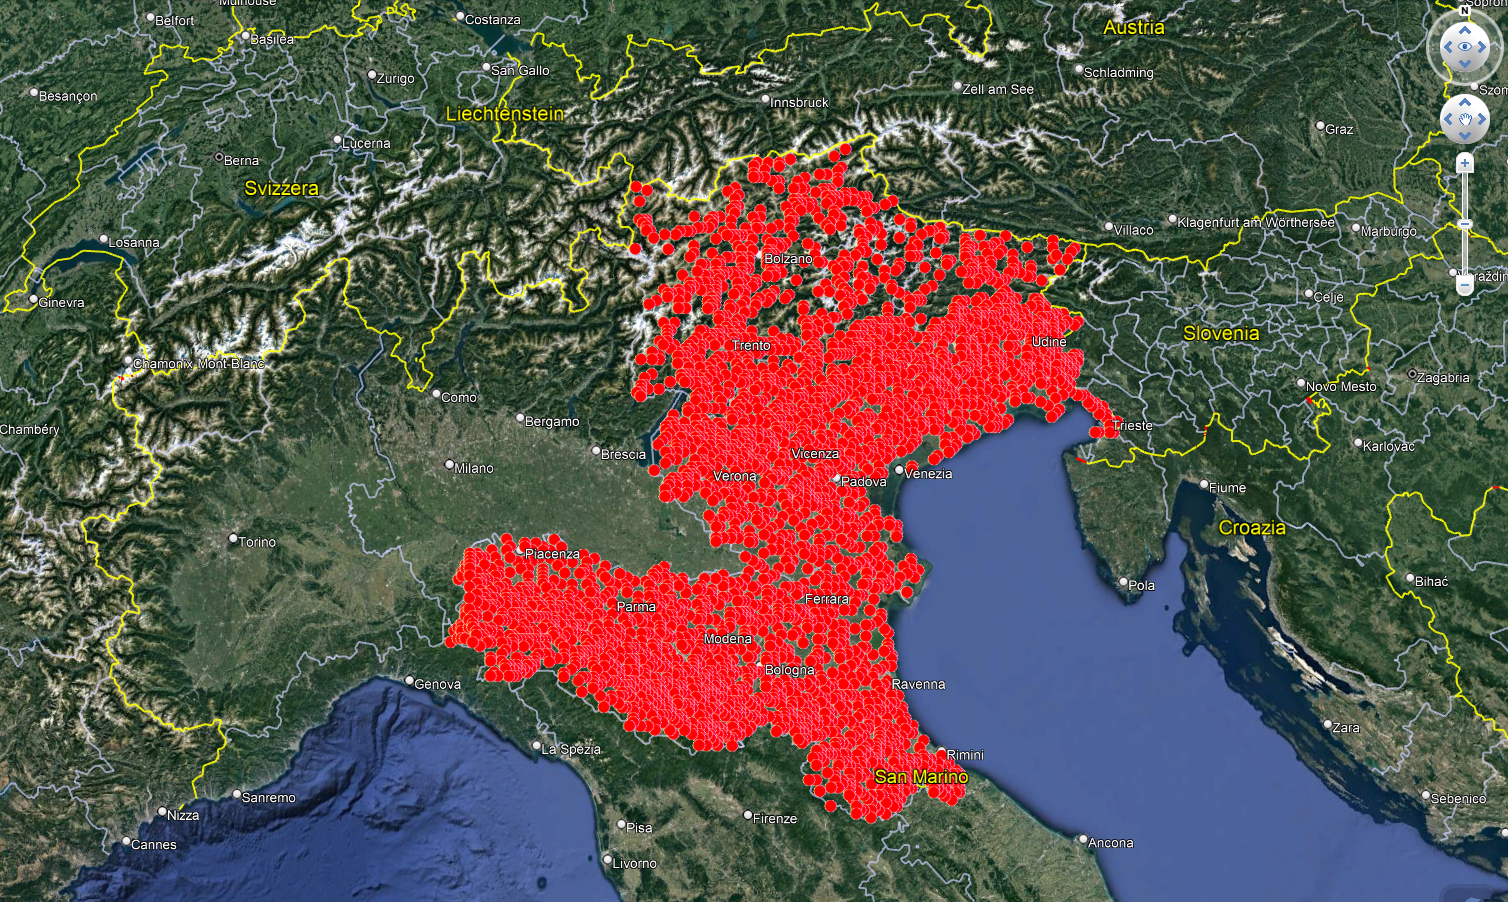 Mulhouse
Belfort
Costanza
Austria
Sopron
N
Basilea
San Gallo
Schladming
Zurigo
Besançon
Zell am See
Innsbruck
Liechtenstein
Graz
Lucerna
Berna
Svizzera
Klagenfurt am Wörthersee
Villaco
Marburgo
Losanna
Bolzano
Celje
Ginevra
Slovenia
Udine
Trento
Chamonix-Mont-Blanc
Zagabria
Novo Mesto
Como
Bergamo
Trieste
Chambéry
Karlovac
Brescia
Vicenza
Milano
Verona
Padova
Venezia
Fiume
Croazia
Torino
Piacenza
Bihać
Pola
Ferrara
Parma
Modena
Bologna
Genova
Ravenna
Zara
La Spezia
Rimini
San Marino
Sanremo
Sebenico
Nizza
Firenze
Pisa
Cannes
Ancona
Livorno